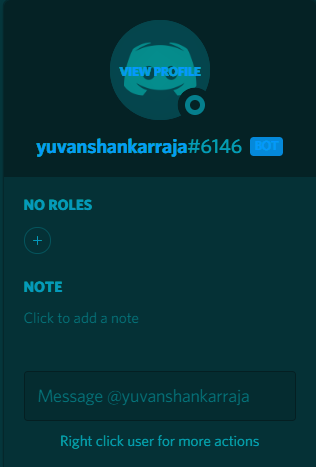 VIEW PROFILE
yuvanshankarraja#6146 BOT
NO ROLES
+
NOTE
Click to add a note
Message @yuvanshankarraja
Right click user for more actions